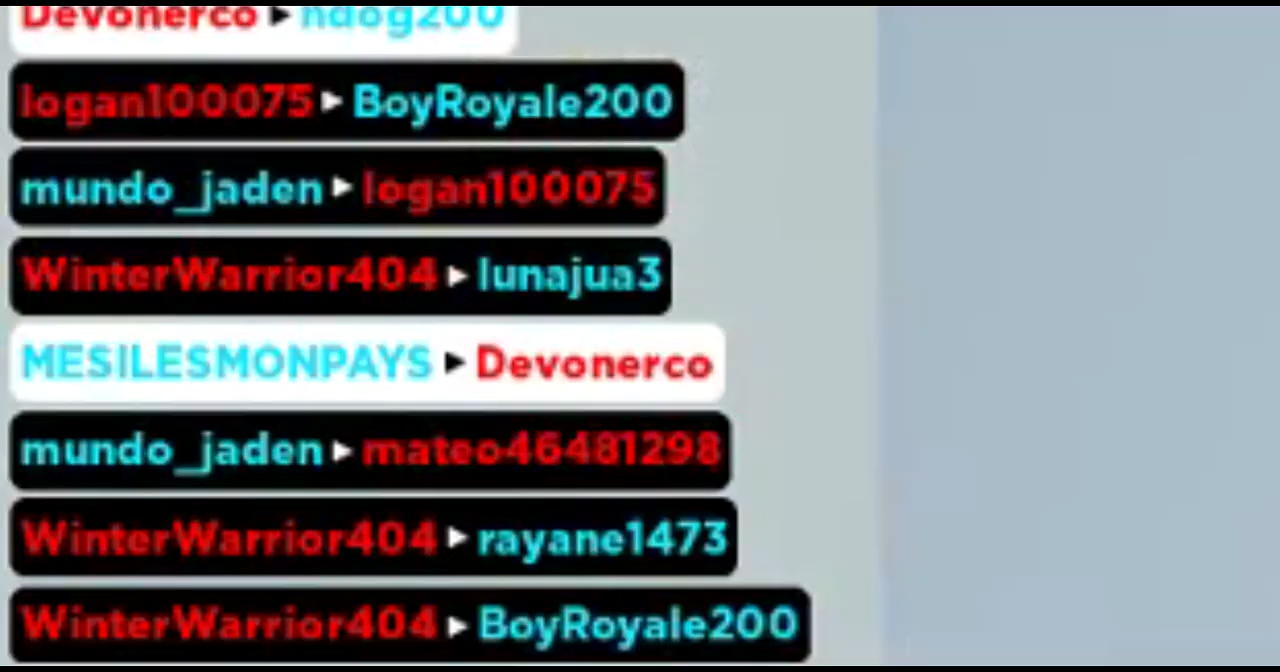 Devonerco ▸ ndog200
logan100075 ▸ BoyRoyale200
mundo_jaden ▸ logan100075
WinterWarrior404 ▸ lunajua3
MESILESMONPAYS ▸ Devonerco
mundo_jaden ▸ mateo46481298
WinterWarrior404 ▸ rayane1473
WinterWarrior404 ▸ BoyRoyale200